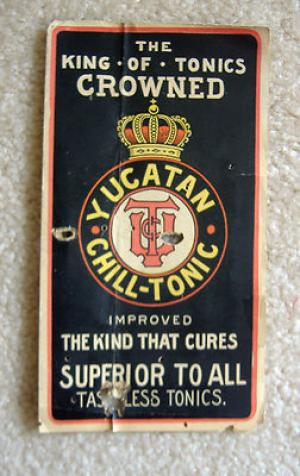 THE
KING · OF · TONICS
CROWNED
YUCATAN
CHILL-TONIC
IMPROVED
THE KIND THAT CURES
SUPERIOR TO ALL
TASTELESS TONICS.